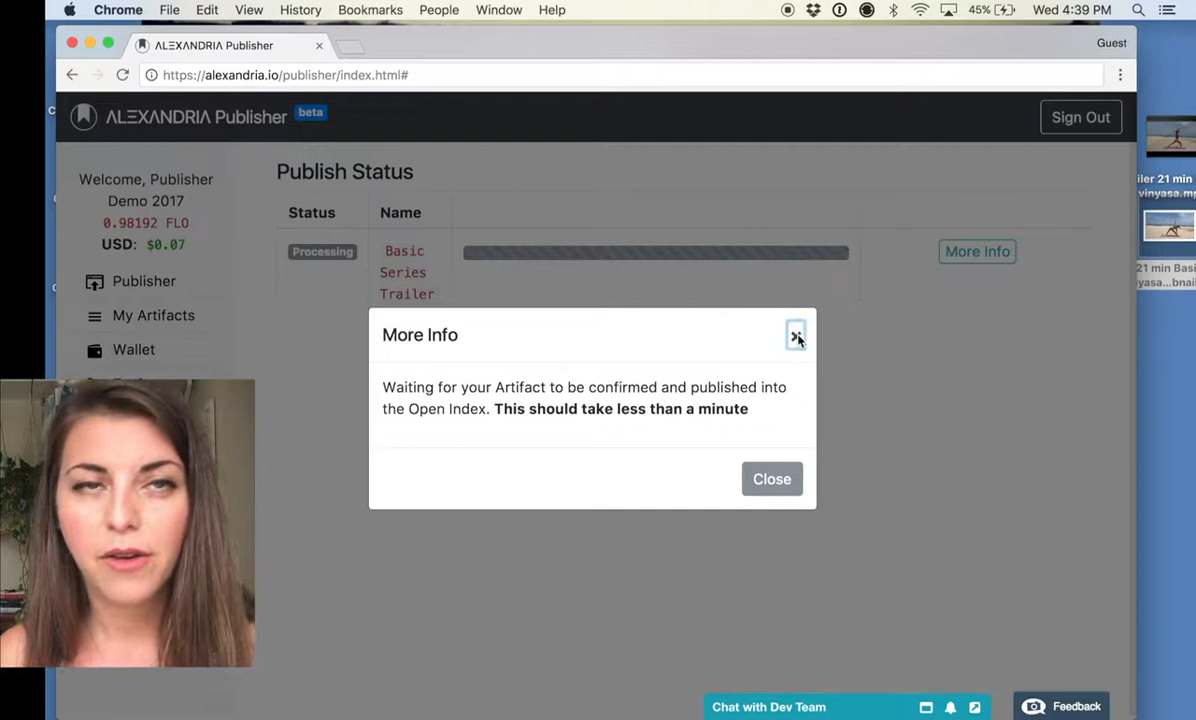 Chrome File Edit View History Bookmarks People Window Help 45% Wed 4:39 PM
ALEXANDRIA Publisher
Guest
https://alexandria.io/publisher/index.html#
ALEXANDRIA Publisher beta
Sign Out
Welcome, Publisher
Demo 2017
0.98192 FLO
USD: $0.07
Publisher
My Artifacts
Wallet
Publish Status
Status Name
Processing
Basic
Series
Trailer
More Info
More Info
Waiting for your Artifact to be confirmed and published into
the Open Index. This should take less than a minute
Close
iler 21 min
vinyasa.m
21 min Basi
yasa...bnail
Chat with Dev Team
Feedback